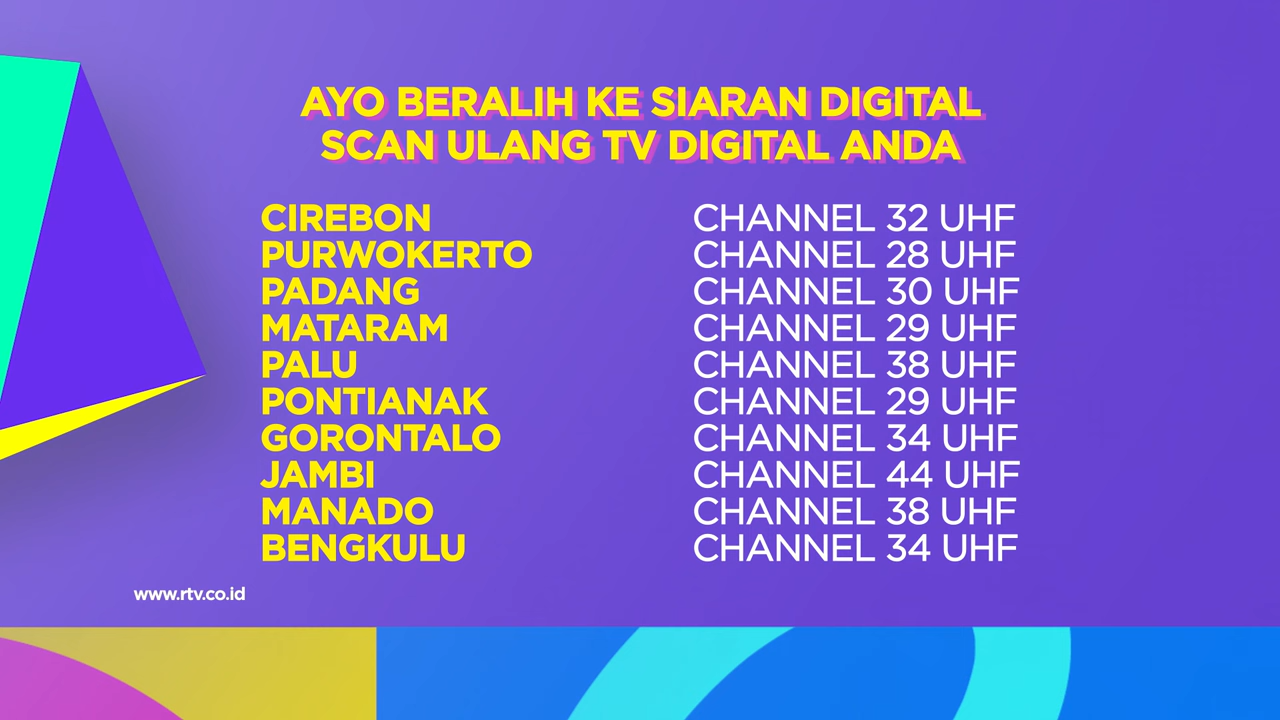 AYO BERALIH KE SIARAN DIGITAL
SCAN ULANG TV DIGITAL ANDA
CIREBON CHANNEL 32 UHF
PURWOKERTO CHANNEL 28 UHF
PADANG CHANNEL 30 UHF
MATARAM CHANNEL 29 UHF
PALU CHANNEL 38 UHF
PONTIANAK CHANNEL 29 UHF
GORONTALO CHANNEL 34 UHF
JAMBI CHANNEL 44 UHF
MANADO CHANNEL 38 UHF
BENGKULU CHANNEL 34 UHF
www.rtv.co.id